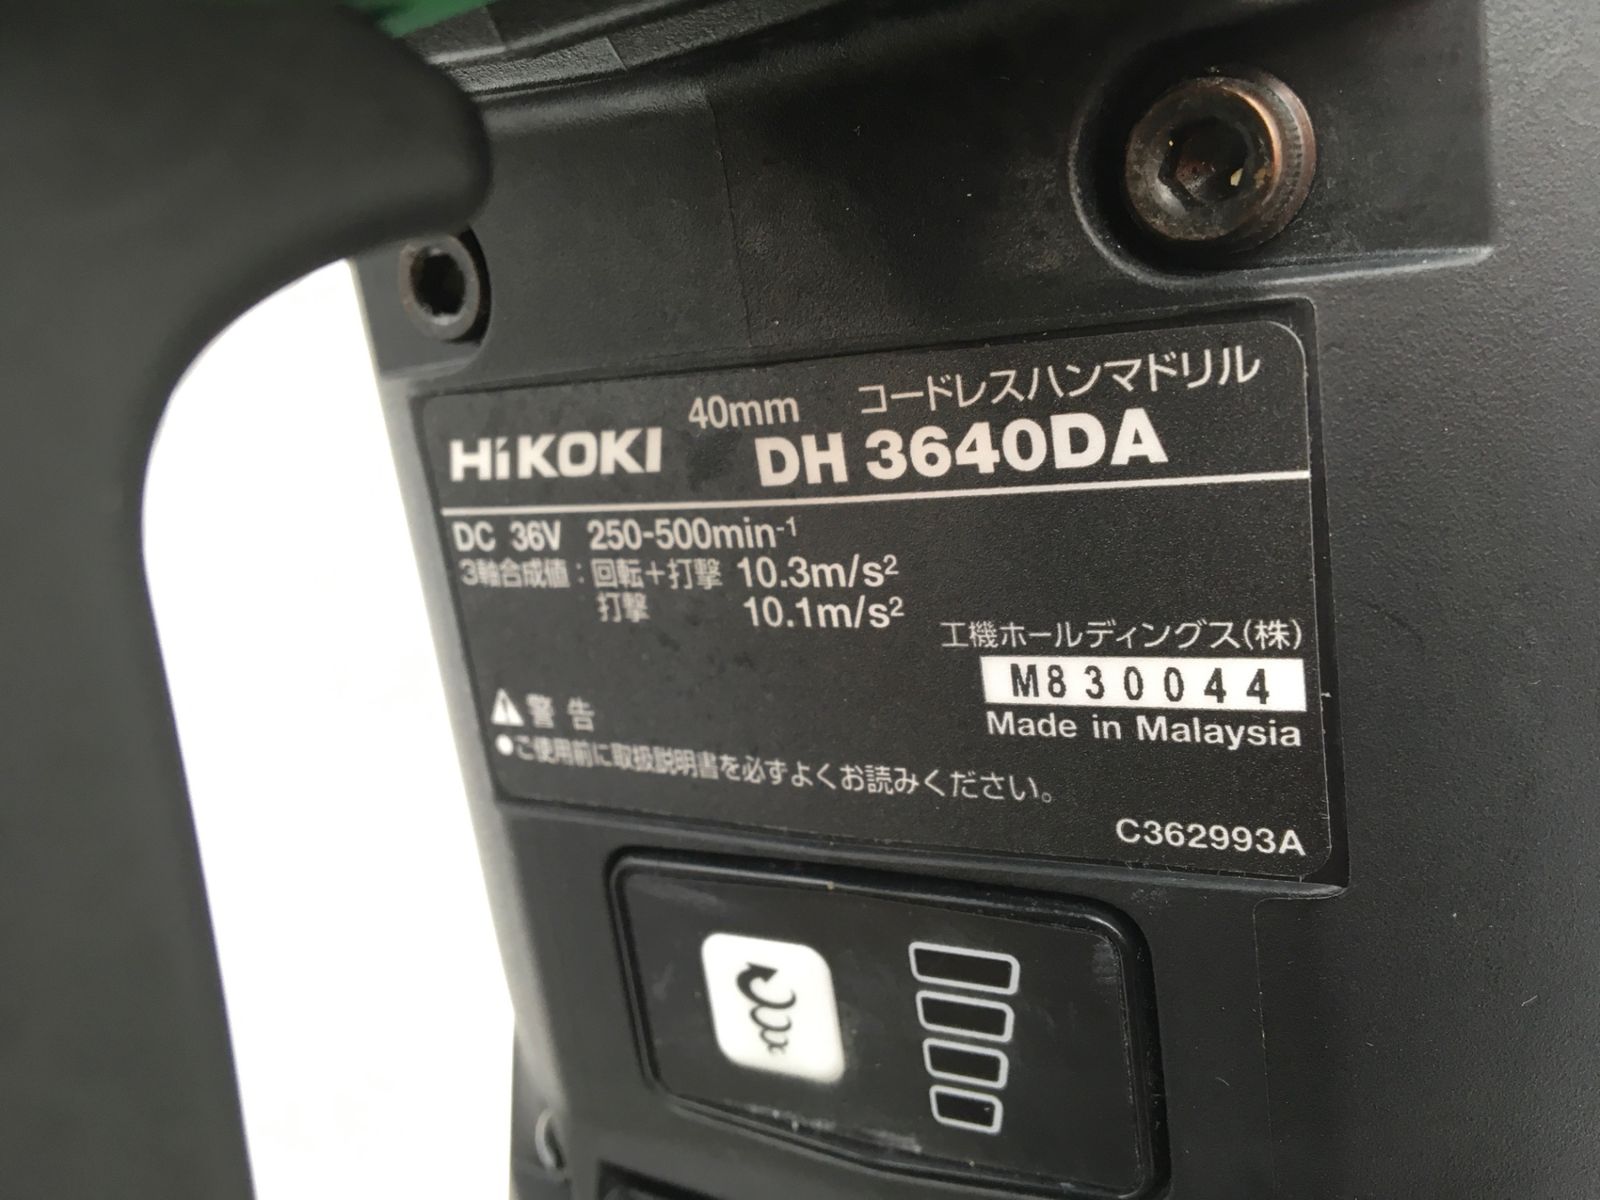 40mm コードレスハンマドリル
HiKOKI DH 3640DA
DC 36V 250-500min-1
3軸合成値：回転＋打撃 10.3m/s²
打撃 10.1m/s²
工機ホールディングス(株)
M830044
Made in Malaysia
警告
●ご使用前に取扱説明書を必ずよくお読みください。
C362993A